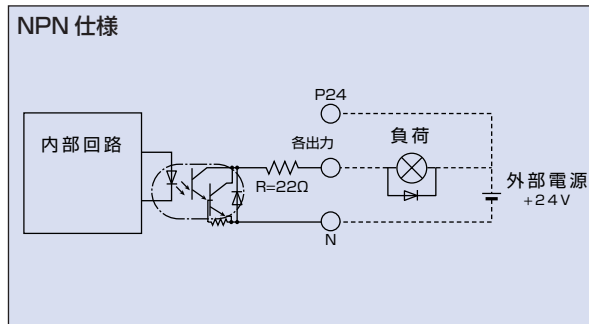 NPN 仕様
P24
内部回路
各出力
負荷
R=22Ω
外部電源
+24V
N